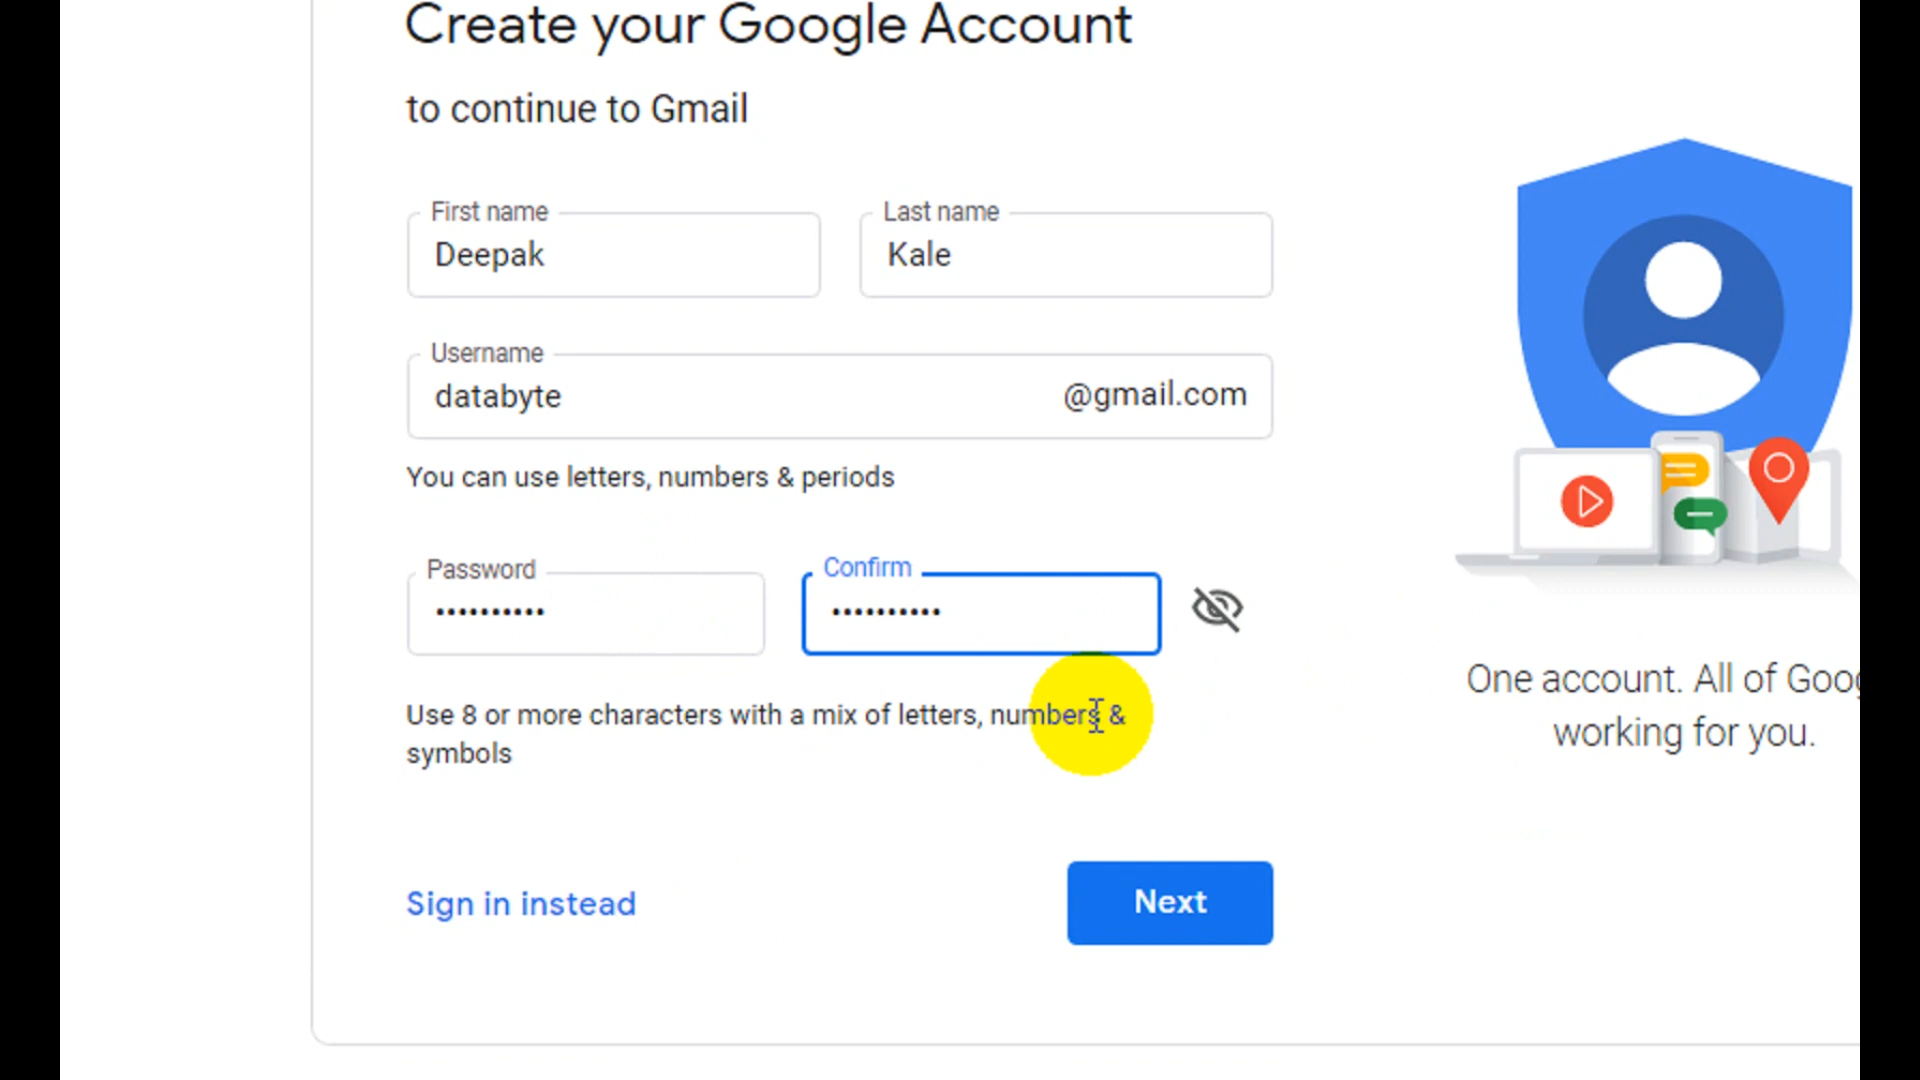 Create your Google Account
to continue to Gmail
First name
Last name
Deepak
Kale
Username
databyte
@gmail.com
You can use letters, numbers & periods
Password
Confirm
••••••••••
••••••••••
Use 8 or more characters with a mix of letters, numbers &
symbols
One account. All of Goog
working for you.
Sign in instead
Next